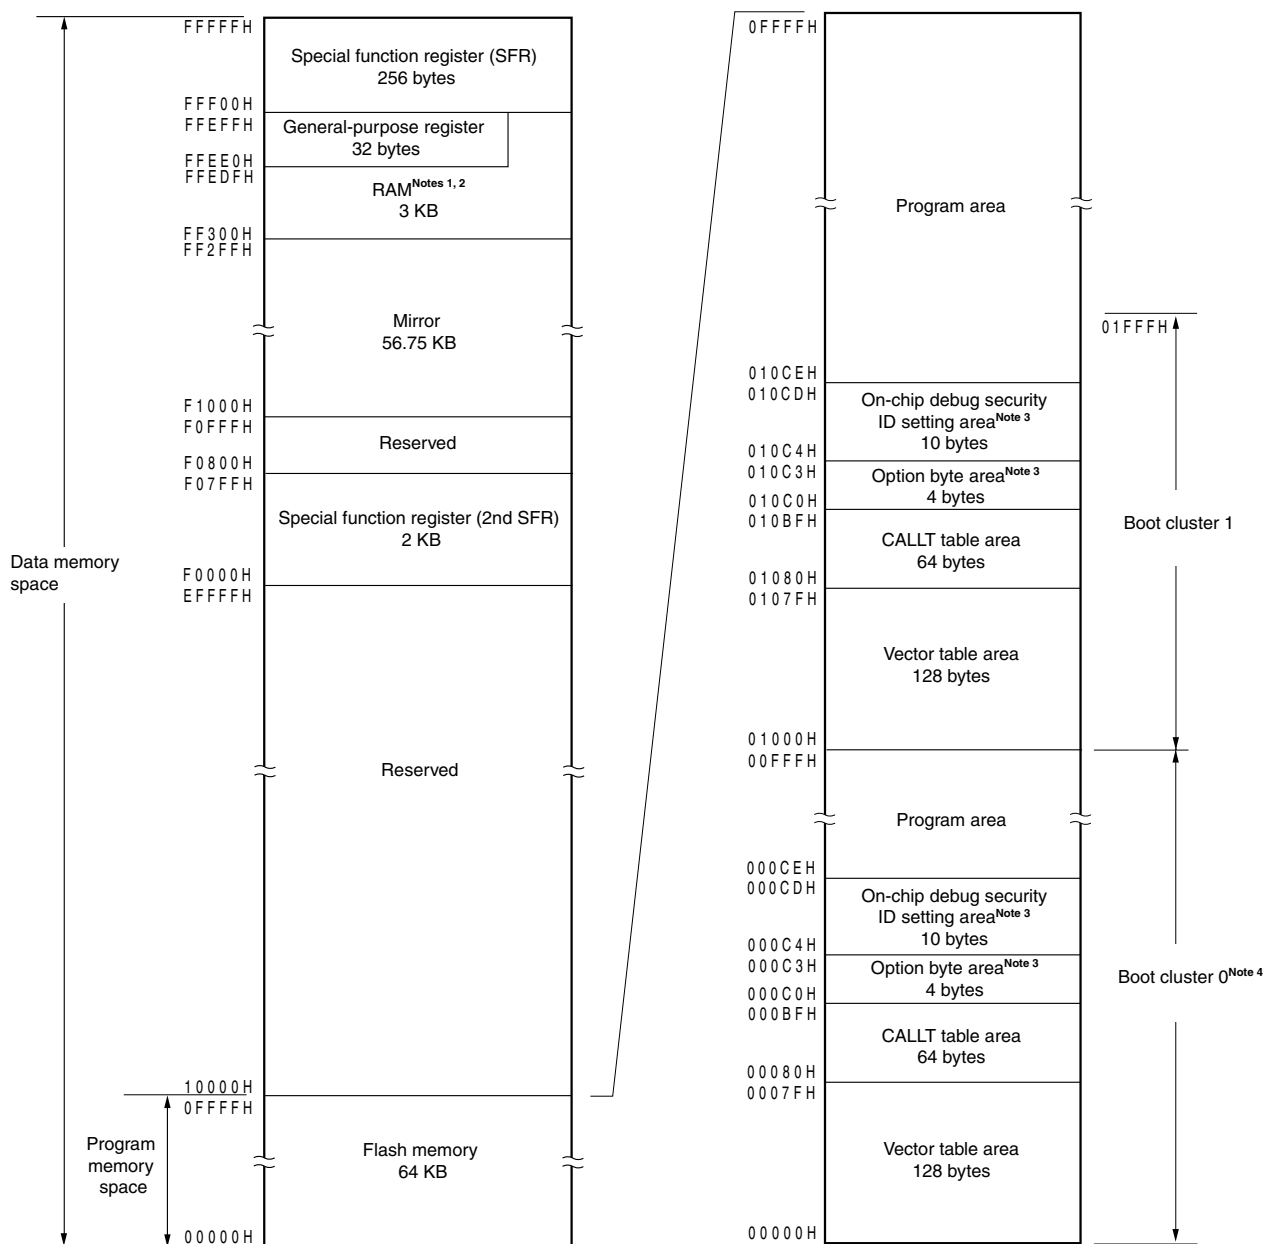 FFFFFH
Special function register (SFR)
256 bytes
FFF00H
FFEFFH
General-purpose register
32 bytes
FFEE0H
FFEDFH
RAMNotes 1, 2
3 KB
FF300H
FF2FFH
Mirror
56.75 KB
F1000H
F0FFFH
Reserved
F0800H
F07FFH
Special function register (2nd SFR)
2 KB
Data memory
space
F0000H
EFFFFH
Reserved
10000H
0FFFFH
Program
memory
space
Flash memory
64 KB
00000H
0FFFFH
Program area
01FFFH
010CEH
010CDH
On-chip debug security
ID setting areaNote 3
10 bytes
010C4H
010C3H
Option byte areaNote 3
4 bytes
010C0H
010BFH
Boot cluster 1
CALLT table area
64 bytes
01080H
0107FH
Vector table area
128 bytes
01000H
00FFFH
Program area
000CEH
000CDH
On-chip debug security
ID setting areaNote 3
10 bytes
000C4H
000C3H
Option byte areaNote 3
4 bytes
Boot cluster 0Note 4
000C0H
000BFH
CALLT table area
64 bytes
00080H
0007FH
Vector table area
128 bytes
00000H